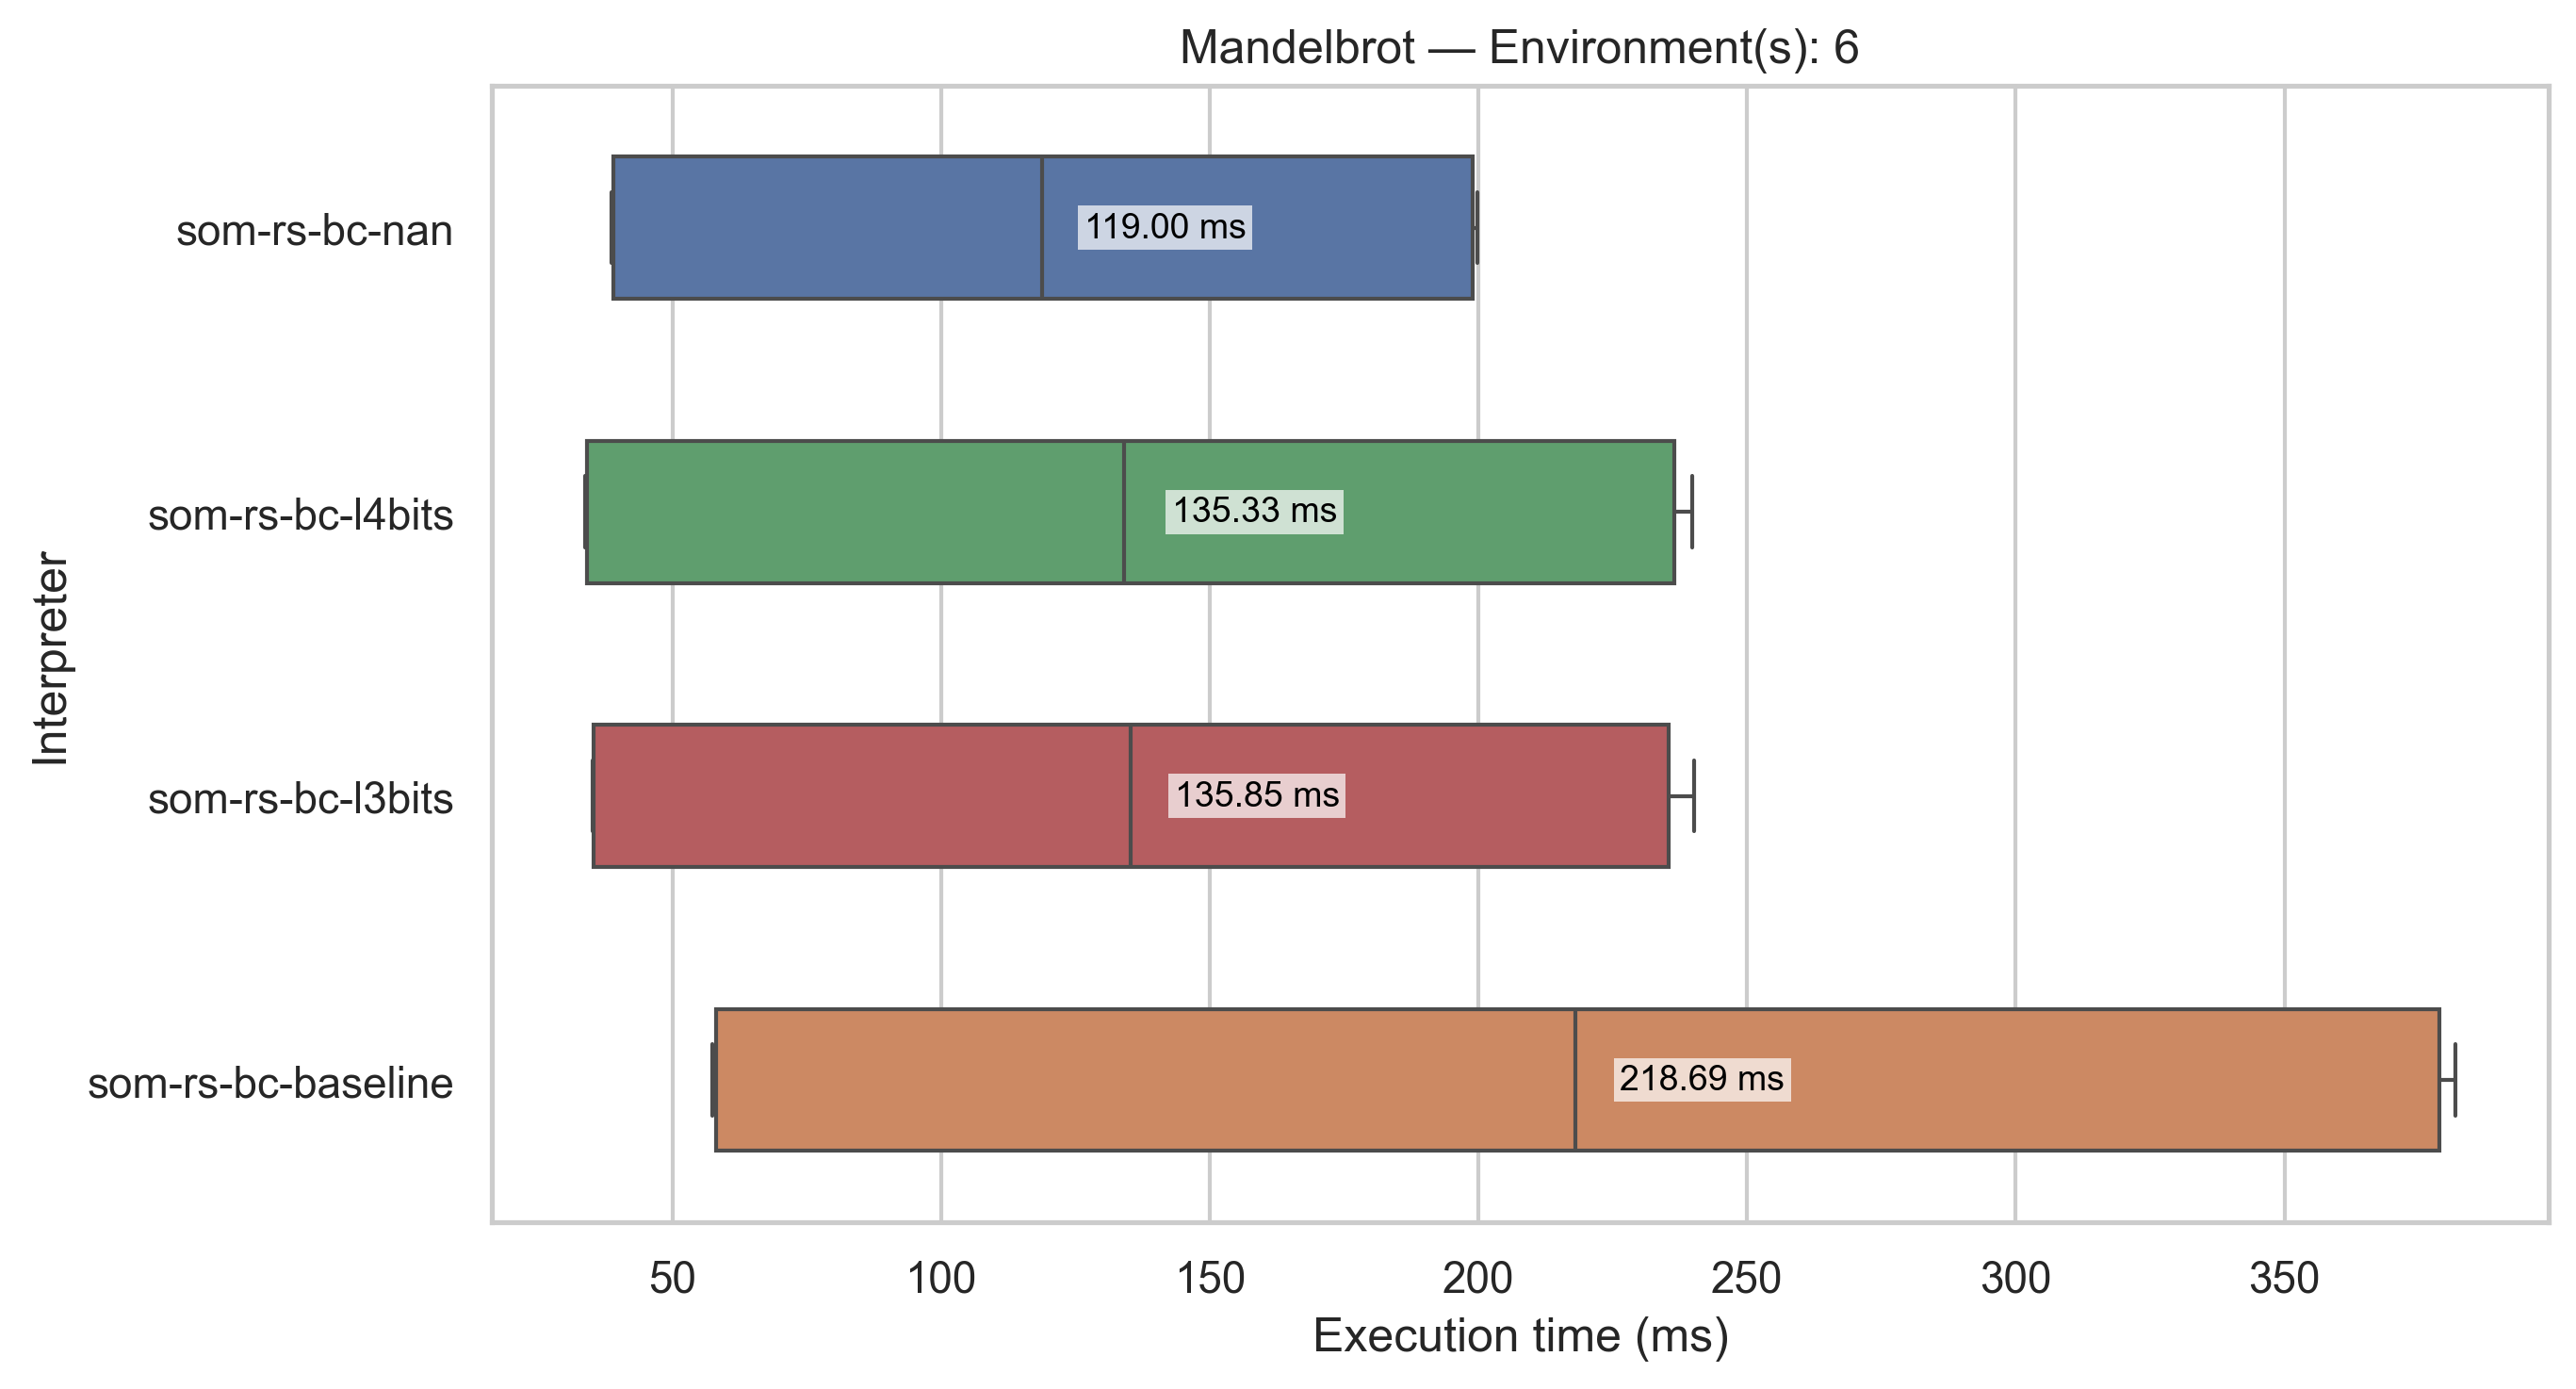 Mandelbrot — Environment(s): 6
som-rs-bc-nan
119.00 ms
som-rs-bc-l4bits
135.33 ms
som-rs-bc-l3bits
135.85 ms
som-rs-bc-baseline
218.69 ms
Interpreter
50 100 150 200 250 300 350
Execution time (ms)